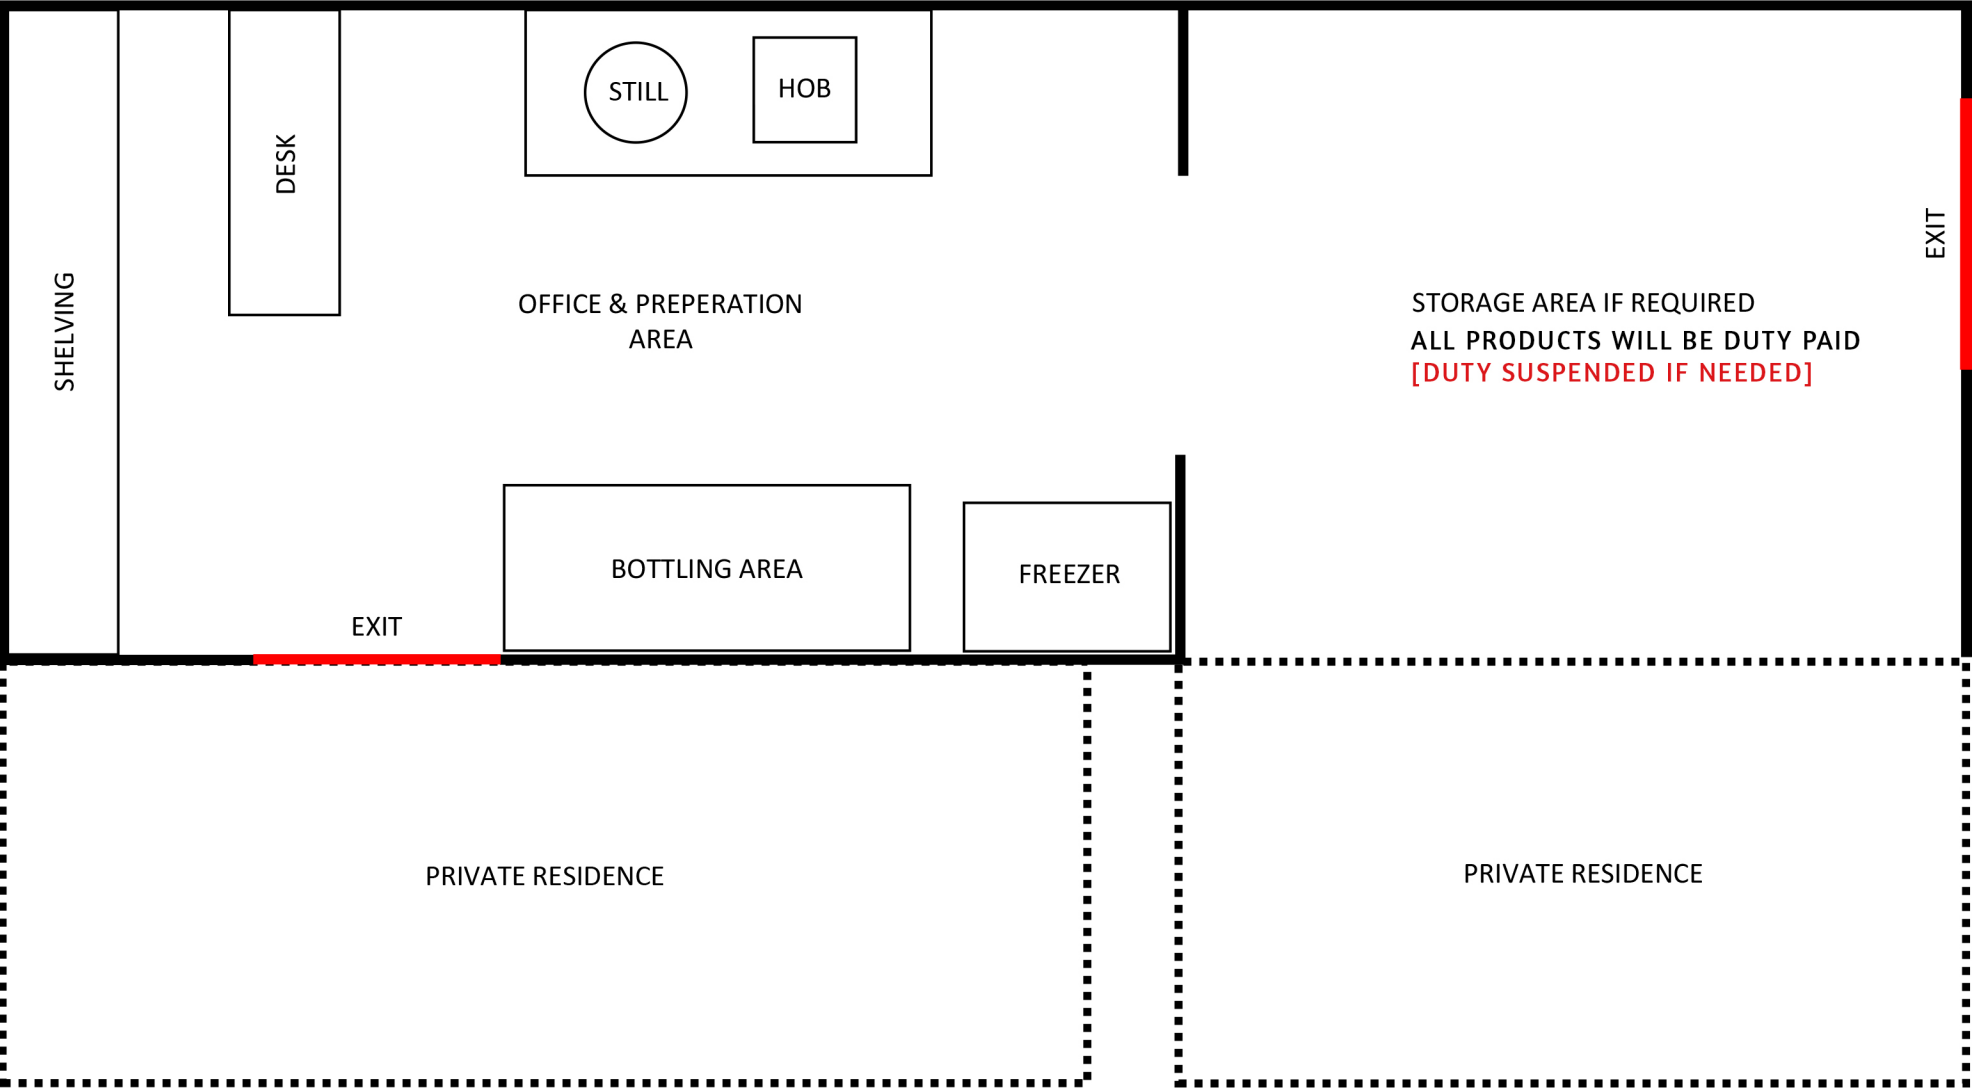 STILL
HOB
DESK
EXIT
SHELVING
OFFICE & PREPERATION
AREA
STORAGE AREA IF REQUIRED
ALL PRODUCTS WILL BE DUTY PAID
[DUTY SUSPENDED IF NEEDED]
BOTTLING AREA
FREEZER
EXIT
PRIVATE RESIDENCE
PRIVATE RESIDENCE